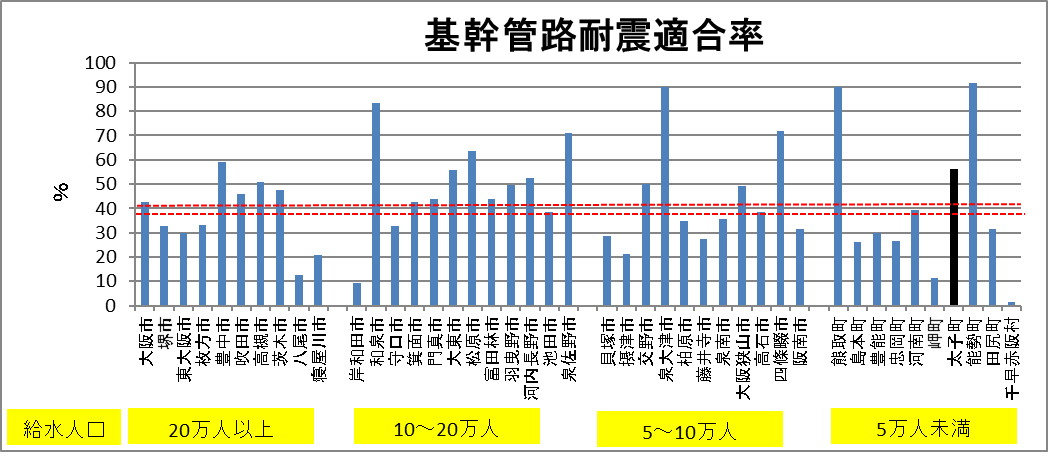 基幹管路耐震適合率
100
90
80
70
60
50
40
30
20
10
0
%
大阪市
堺市
東大阪市
枚方市
豊中市
吹田市
高槻市
茨木市
八尾市
寝屋川市
岸和田市
和泉市
守口市
箕面市
門真市
大東市
松原市
富田林市
羽曳野市
河内長野市
池田市
泉佐野市
貝塚市
摂津市
交野市
泉大津市
柏原市
藤井寺市
泉南市
大阪狭山市
高石市
四條畷市
阪南市
熊取町
島本町
豊能町
忠岡町
河南町
岬町
太子町
能勢町
田尻町
千早赤阪村
給水人口
20万人以上
10～20万人
5～10万人
5万人未満